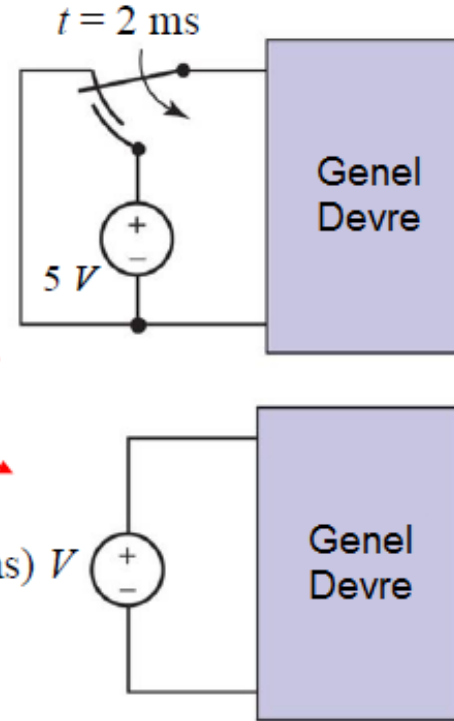 t = 2 ms
Genel
Devre
+
−
5 V
Genel
Devre
s) V
+
−